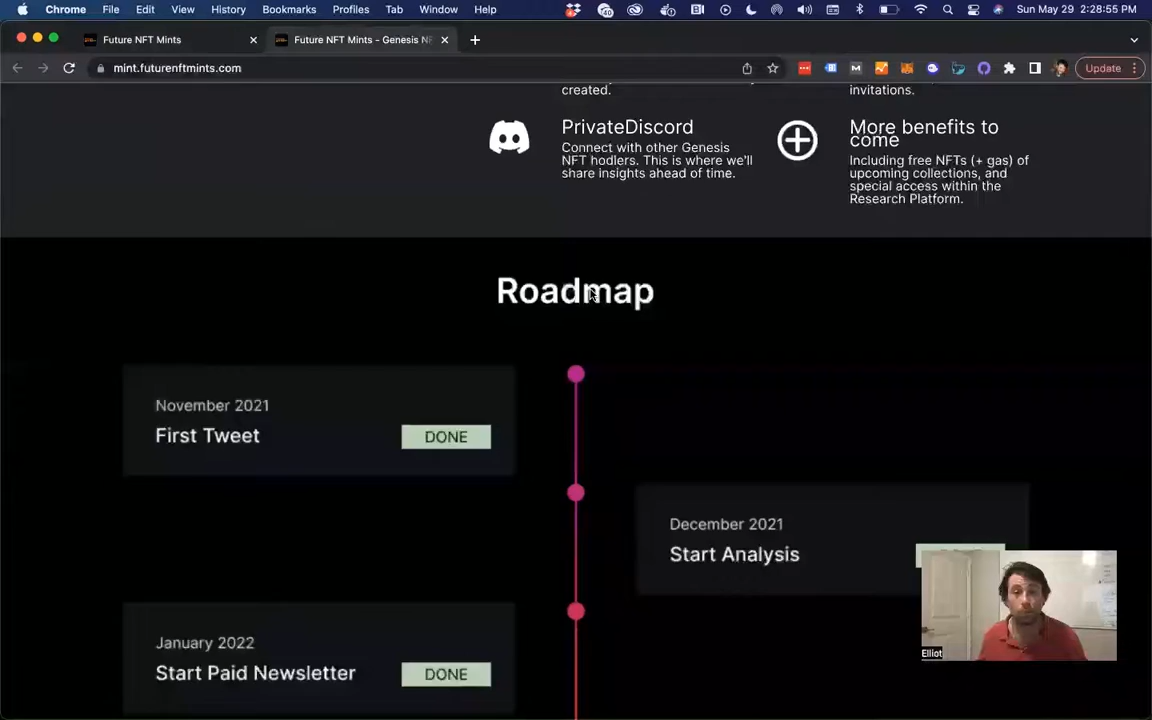 Chrome File Edit View History Bookmarks Profiles Tab Window Help Sun May 29 2:28:55 PM
Future NFT Mints
Future NFT Mints - Genesis NF
mint.futurenftmints.com
Update
created.
invitations.
PrivateDiscord
Connect with other Genesis
NFT hodlers. This is where we'll
share insights ahead of time.
More benefits to
come
Including free NFTs (+ gas) of
upcoming collections, and
special access within the
Research Platform.
Roadmap
November 2021
First Tweet
DONE
December 2021
Start Analysis
January 2022
Start Paid Newsletter
DONE
Elliot